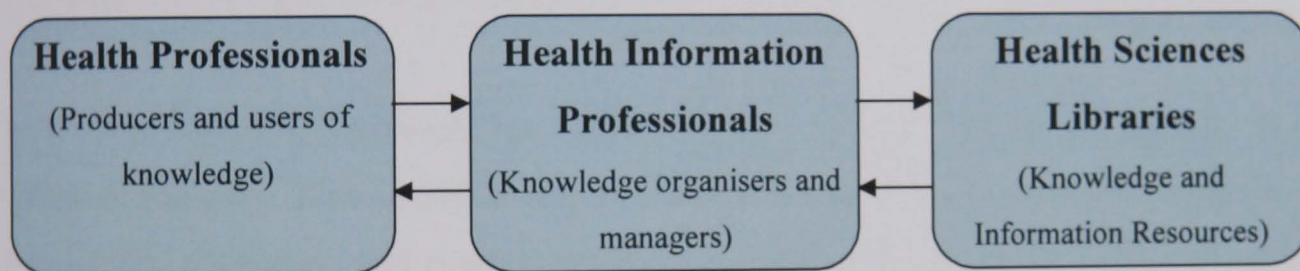 Health Professionals
(Producers and users of
knowledge)
Health Information
Professionals
(Knowledge organisers and
managers)
Health Sciences
Libraries
(Knowledge and
Information Resources)